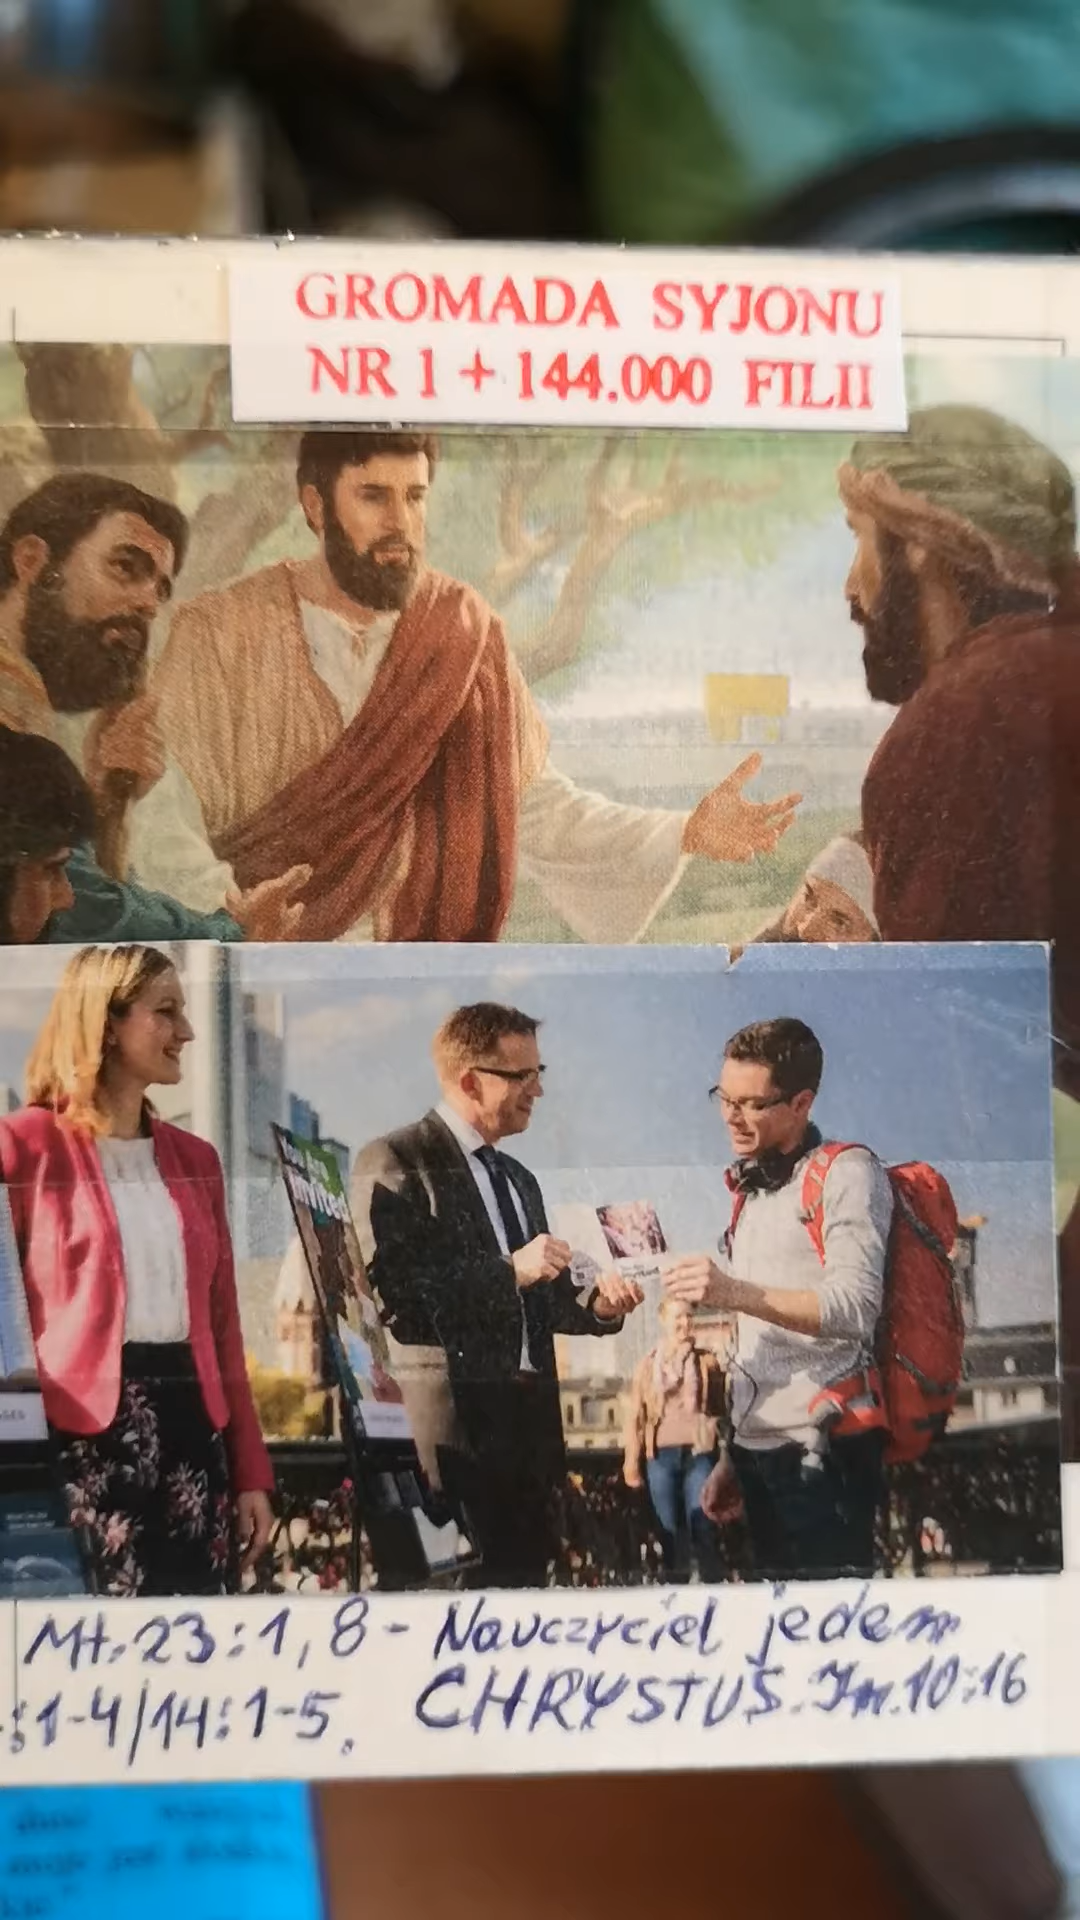 GROMADA SYJONU
NR 1 + 144.000 FILII
Mt. 23:1, 8 - Nauczyciel jeden
:1-4/14:1-5. CHRYSTUS. Jn. 10:16